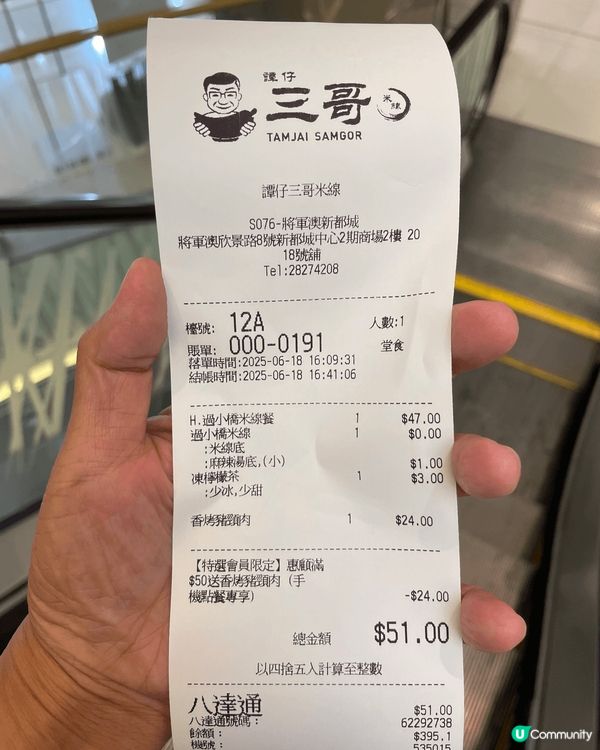 譚仔
三哥 米線
TAMJAI SAMGOR
譚仔三哥米線
S076-將軍澳新都城
將軍澳欣景路8號新都城中心2期商場2樓 20
18號舖
Tel:28274208
檯號: 12A 人數:1
賬單: 000-0191 堂食
落單時間:2025-06-18 16:09:31
結帳時間:2025-06-18 16:41:06
H.過小橋米線餐 1 $47.00
過小橋米線 1 $0.00
:米線底
:麻辣湯底,(小) $1.00
凍檸檬茶 1 $3.00
:少冰,少甜
香烤豬頸肉 1 $24.00
【特選會員限定】惠顧滿
$50送香烤豬頸肉 (手
機點餐專享) -$24.00
總金額 $51.00
以四捨五入計算至整數
八達通 $51.00
八達通號碼: 62292738
餘額: $395.1
機號: 535015
U Community